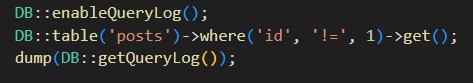 DB::enableQueryLog();
DB::table('posts')->where('id', '!=', 1)->get();
dump(DB::getQueryLog());